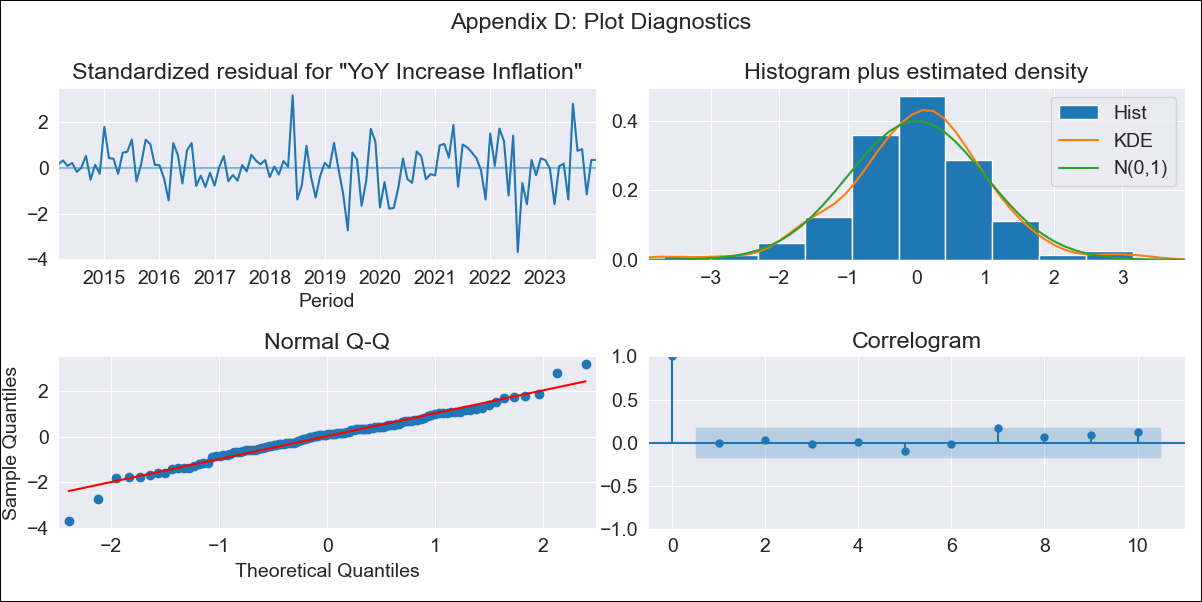 Appendix D: Plot Diagnostics
Standardized residual for "YoY Increase Inflation"
2
0
−2
−4
2015 2016 2017 2018 2019 2020 2021 2022 2023
Period
Histogram plus estimated density
0.4
0.2
0.0
Hist
KDE
N(0,1)
−3 −2 −1 0 1 2 3
Normal Q-Q
Sample Quantiles
2
0
−2
−4
−2 −1 0 1 2
Theoretical Quantiles
Correlogram
1.0
0.5
0.0
−0.5
−1.0
0 2 4 6 8 10